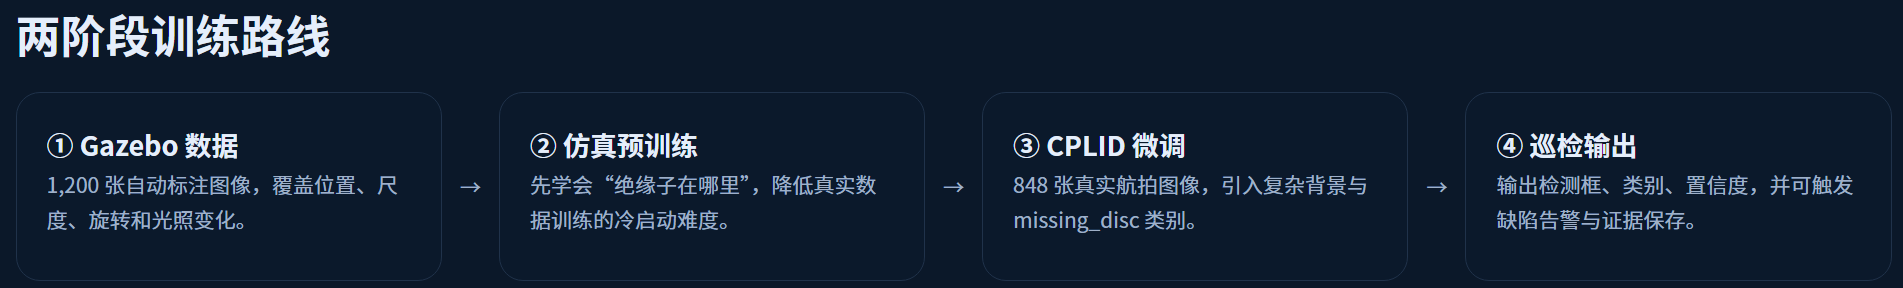 两阶段训练路线
① Gazebo 数据
1,200 张自动标注图像，覆盖位置、尺
度、旋转和光照变化。
→
② 仿真预训练
先学会“绝缘子在哪里”，降低真实数
据训练的冷启动难度。
→
③ CPLID 微调
848 张真实航拍图像，引入复杂背景与
missing_disc 类别。
→
④ 巡检输出
输出检测框、类别、置信度，并可触发
缺陷告警与证据保存。